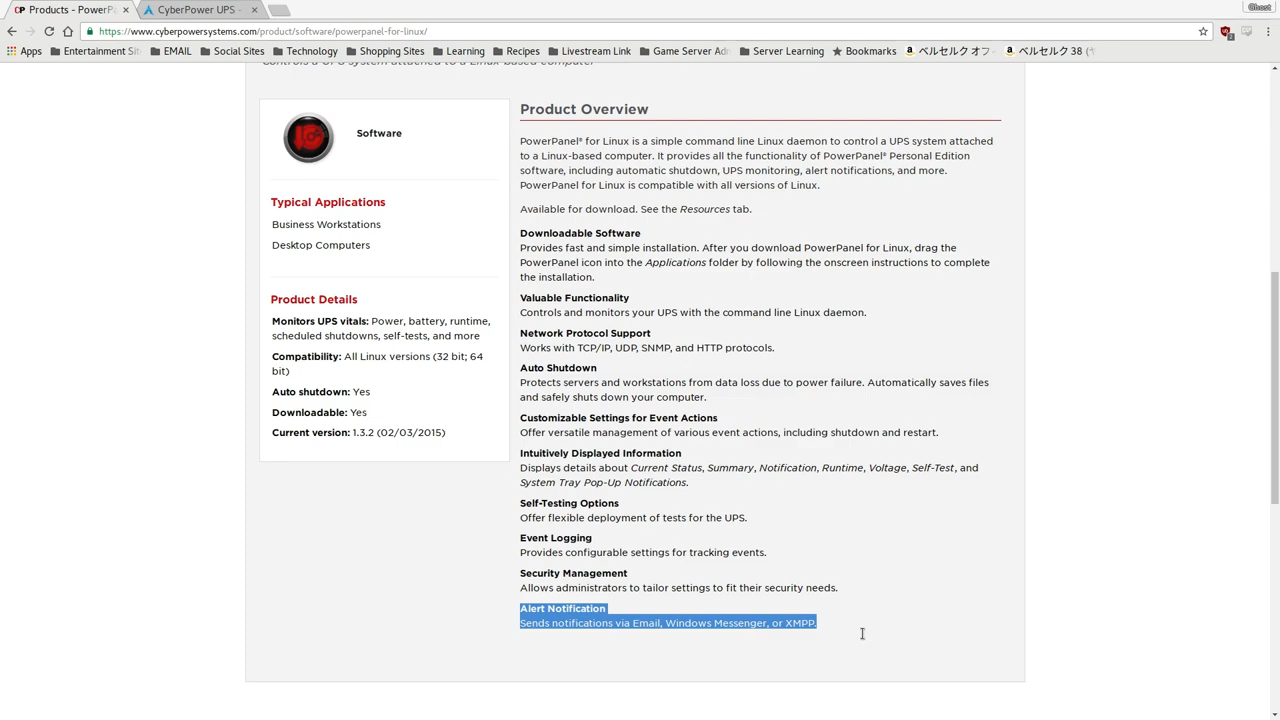 Products - PowerP
CyberPower UPS -
Ghost
https://www.cyberpowersystems.com/product/software/powerpanel-for-linux/
Apps Entertainment Sit EMAIL Social Sites Technology Shopping Sites Learning Recipes Livestream Link Game Server Adm Server Learning Bookmarks ベルセルク オフ ベルセルク 38 (ヤ
Controls a UPS system attached to a Linux-based computer
Software
Typical Applications
Business Workstations
Desktop Computers
Product Details
Monitors UPS vitals: Power, battery, runtime,
scheduled shutdowns, self-tests, and more
Compatibility: All Linux versions (32 bit; 64
bit)
Auto shutdown: Yes
Downloadable: Yes
Current version: 1.3.2 (02/03/2015)
Product Overview
PowerPanel® for Linux is a simple command line Linux daemon to control a UPS system attached
to a Linux-based computer. It provides all the functionality of PowerPanel® Personal Edition
software, including automatic shutdown, UPS monitoring, alert notifications, and more.
PowerPanel for Linux is compatible with all versions of Linux.
Available for download. See the Resources tab.
Downloadable Software
Provides fast and simple installation. After you download PowerPanel for Linux, drag the
PowerPanel icon into the Applications folder by following the onscreen instructions to complete
the installation.
Valuable Functionality
Controls and monitors your UPS with the command line Linux daemon.
Network Protocol Support
Works with TCP/IP, UDP, SNMP, and HTTP protocols.
Auto Shutdown
Protects servers and workstations from data loss due to power failure. Automatically saves files
and safely shuts down your computer.
Customizable Settings for Event Actions
Offer versatile management of various event actions, including shutdown and restart.
Intuitively Displayed Information
Displays details about Current Status, Summary, Notification, Runtime, Voltage, Self-Test, and
System Tray Pop-Up Notifications.
Self-Testing Options
Offer flexible deployment of tests for the UPS.
Event Logging
Provides configurable settings for tracking events.
Security Management
Allows administrators to tailor settings to fit their security needs.
Alert Notification
Sends notifications via Email, Windows Messenger, or XMPP.